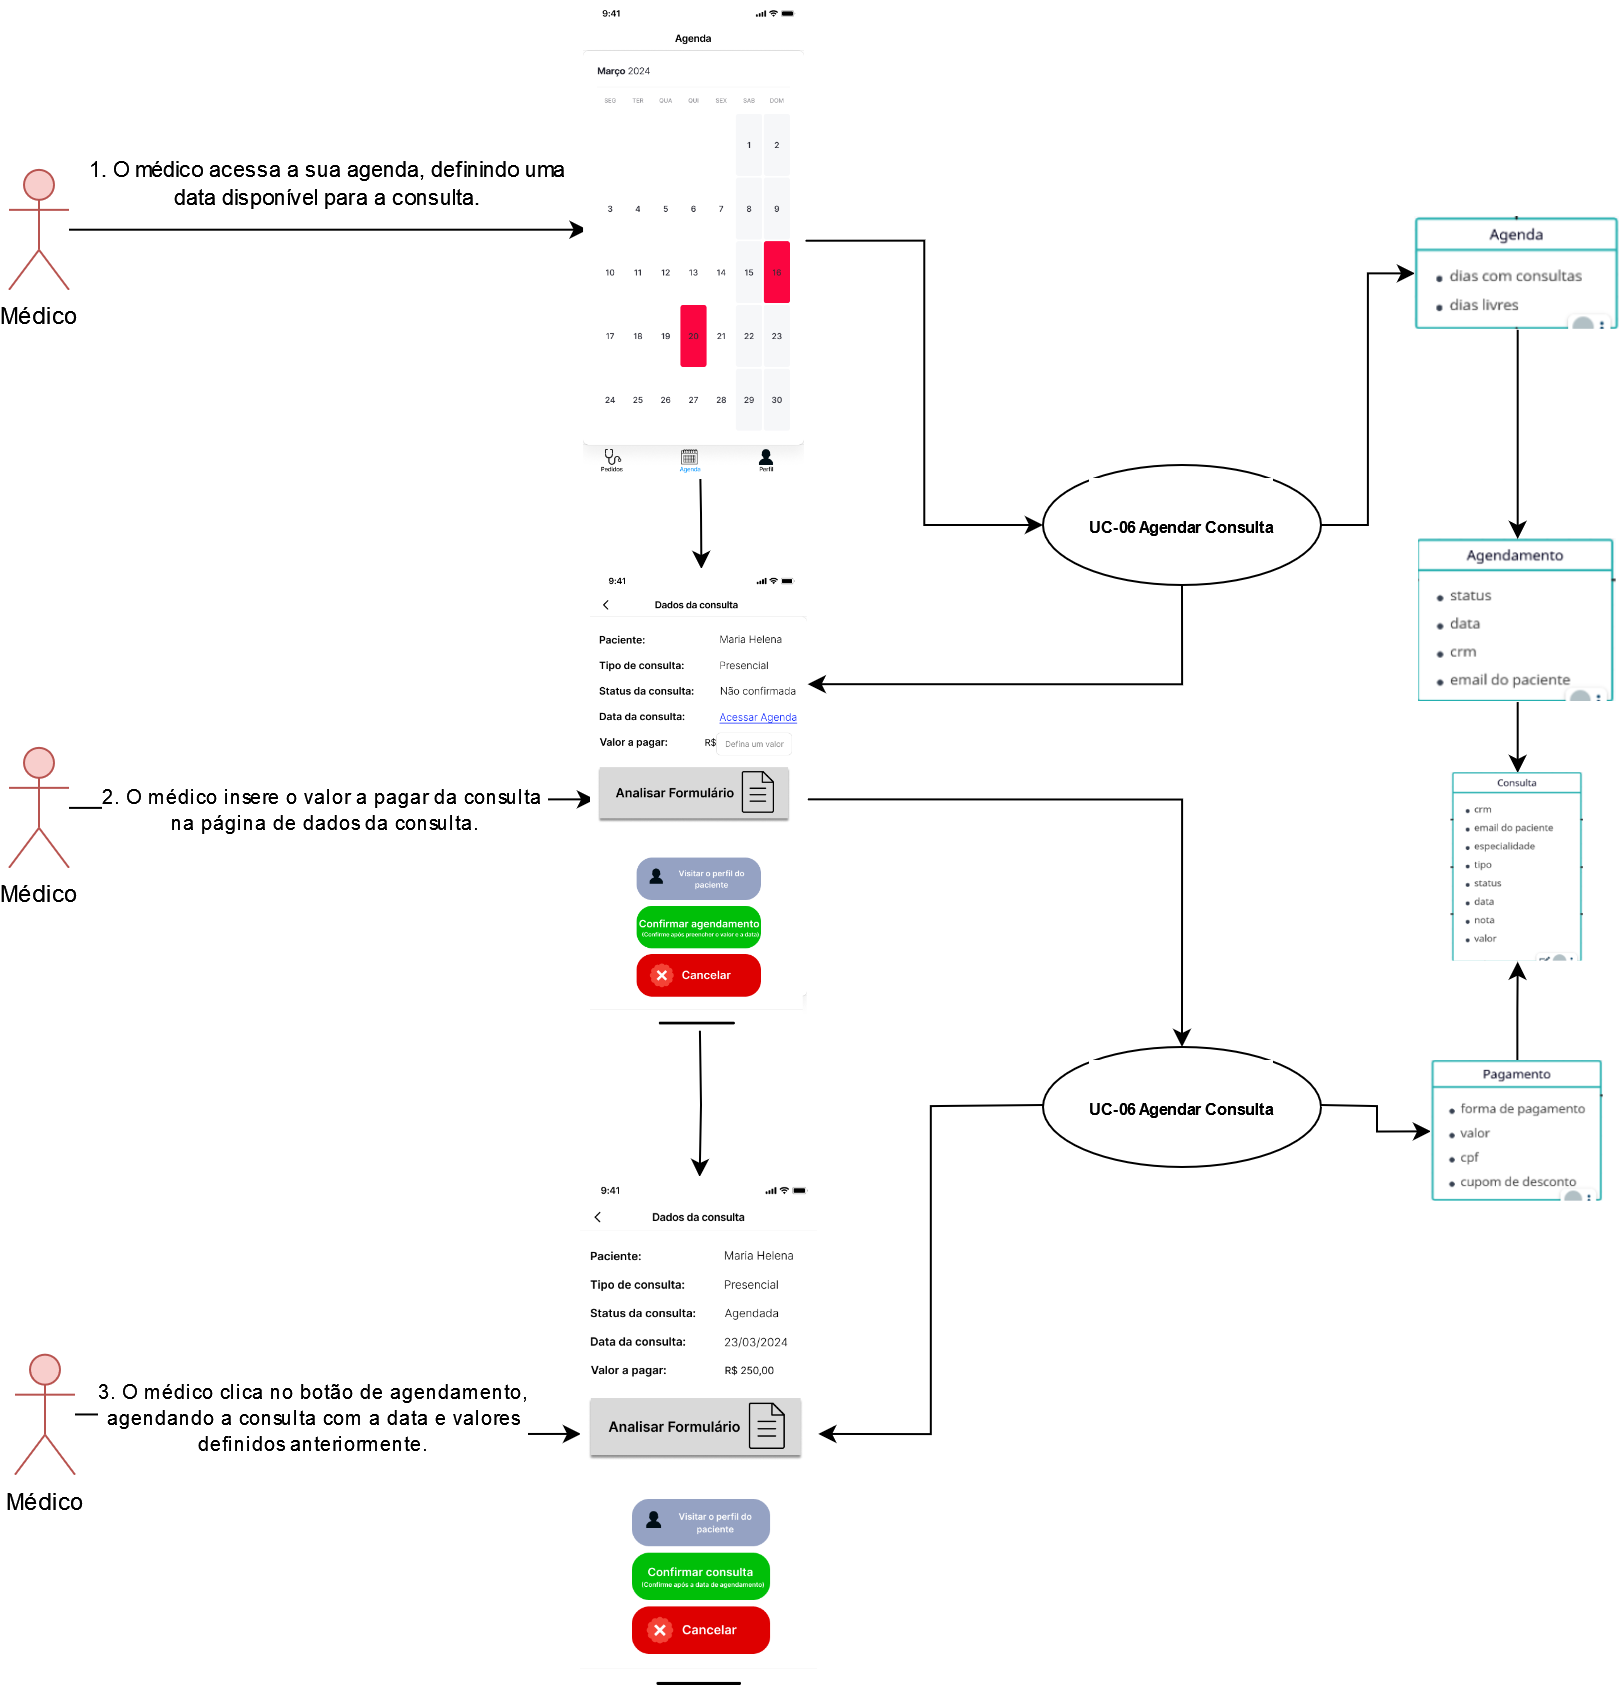 9:41
Agenda
Março 2024
SEG TER QUA QUI SEX SAB DOM
1 2
3 4 5 6 7 8 9
10 11 12 13 14 15 16
17 18 19 20 21 22 23
24 25 26 27 28 29 30
Pedidos Agenda Perfil
1. O médico acessa a sua agenda, definindo uma
data disponível para a consulta.
Médico
UC-06 Agendar Consulta
Agenda
dias com consultas
dias livres
Agendamento
status
data
crm
email do paciente
9:41
Dados da consulta
Paciente: Maria Helena
Tipo de consulta: Presencial
Status da consulta: Não confirmada
Data da consulta: Acessar Agenda
Valor a pagar: R$ Defina um valor
Analisar Formulário
Visitar o perfil do
paciente
Confirmar agendamento
(Confirme após preencher o valor e a data)
Cancelar
2. O médico insere o valor a pagar da consulta
na página de dados da consulta.
Médico
Consulta
crm
email do paciente
especialidade
tipo
status
data
nota
valor
UC-06 Agendar Consulta
Pagamento
forma de pagamento
valor
cpf
cupom de desconto
9:41
Dados da consulta
Paciente: Maria Helena
Tipo de consulta: Presencial
Status da consulta: Agendada
Data da consulta: 23/03/2024
Valor a pagar: R$ 250,00
Analisar Formulário
Visitar o perfil do
paciente
Confirmar consulta
(Confirme após a data de agendamento)
Cancelar
3. O médico clica no botão de agendamento,
agendando a consulta com a data e valores
definidos anteriormente.
Médico